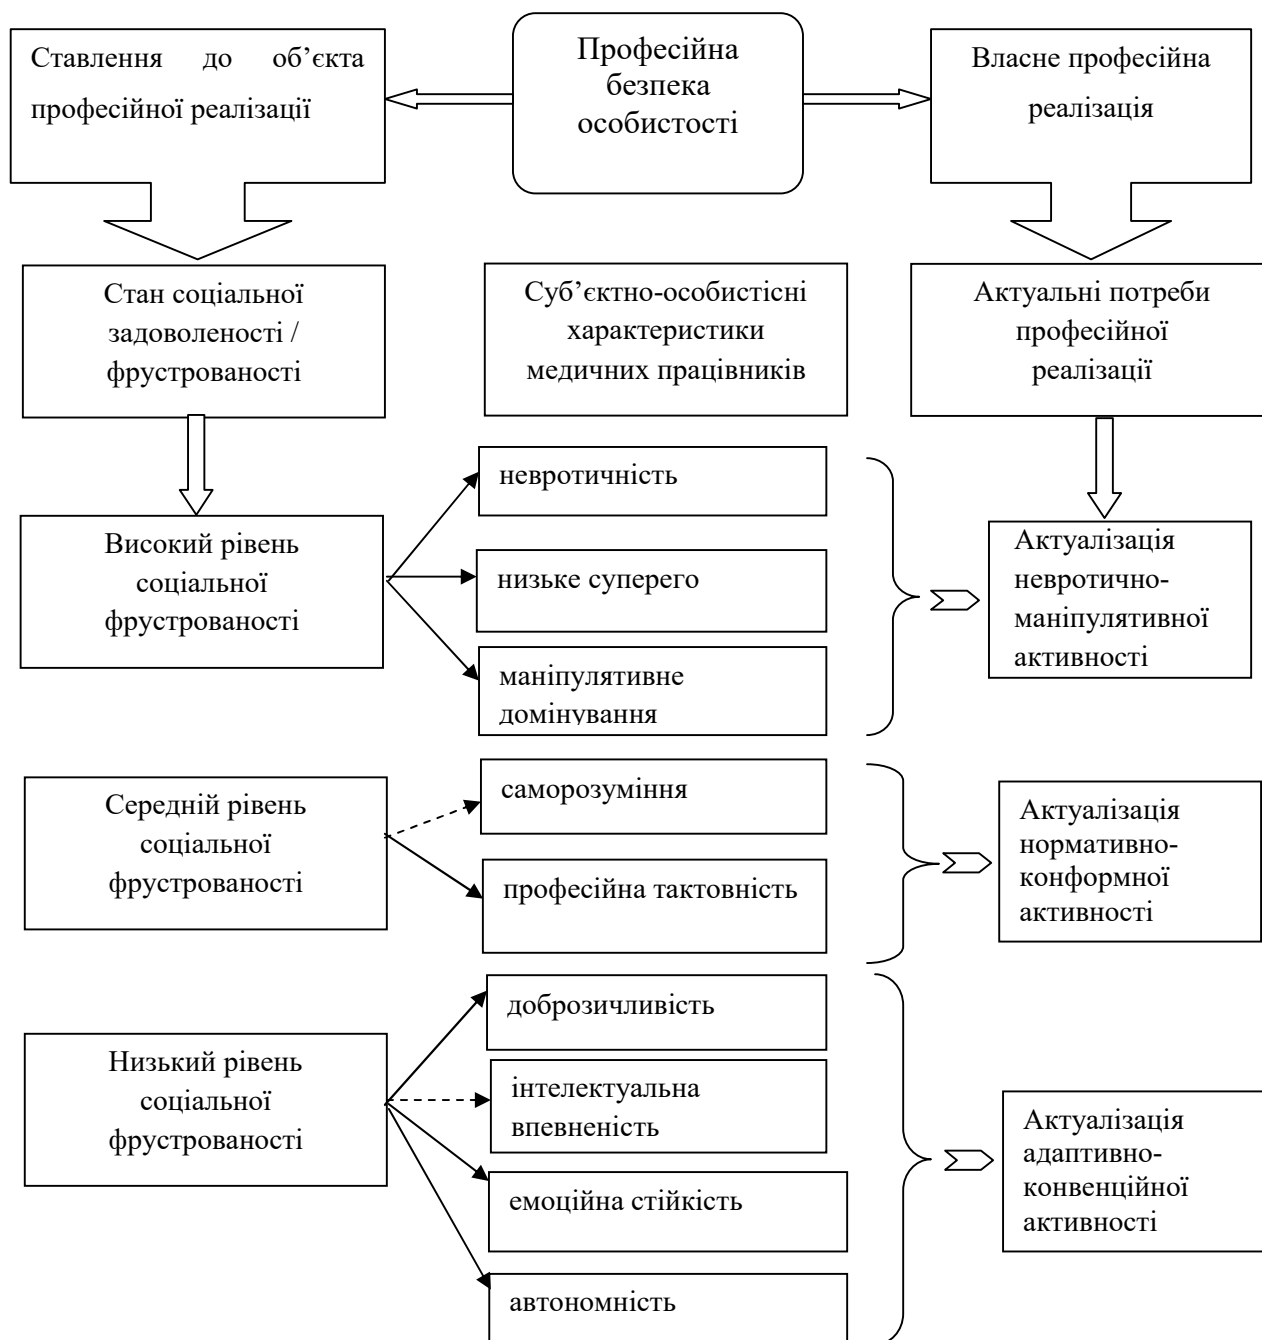 Ставлення до об’єкта
професійної реалізації
Професійна
безпека
особистості
Власне професійна
реалізація
Стан соціальної
задоволеності /
фрустрованості
Суб’єктно-особистісні
характеристики
медичних працівників
Актуальні потреби
професійної
реалізації
Високий рівень
соціальної
фрустрованості
невротичність
низьке суперего
маніпулятивне
домінування
Актуалізація
невротично-
маніпулятивної
активності
Середній рівень
соціальної
фрустрованості
саморозуміння
професійна тактовність
Актуалізація
нормативно-
конформної
активності
Низький рівень
соціальної
фрустрованості
доброзичливість
інтелектуальна
впевненість
емоційна стійкість
автономність
Актуалізація
адаптивно-
конвенційної
активності